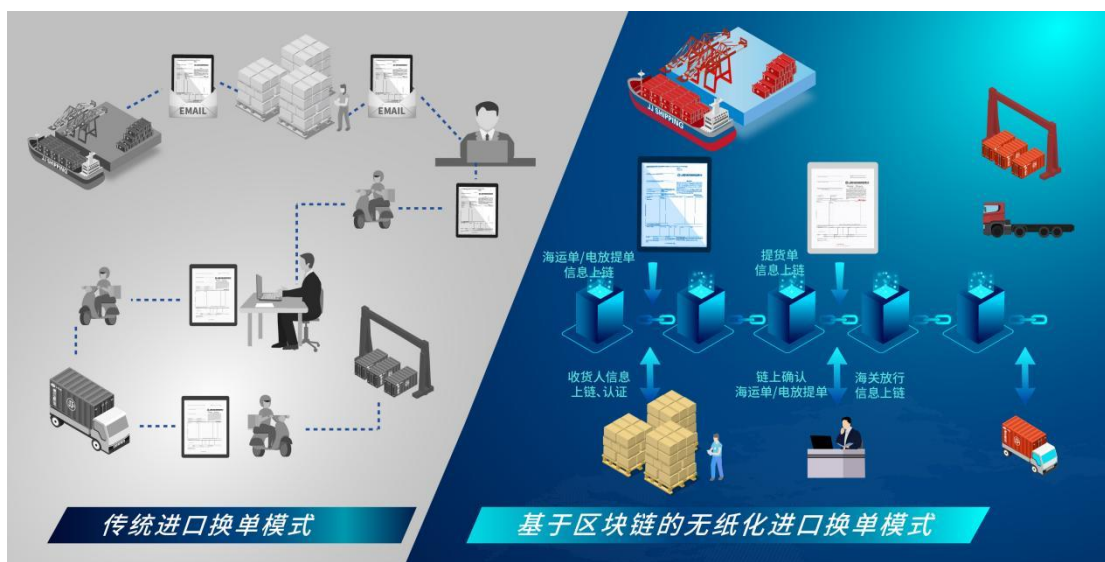 EMAIL
EMAIL
JJ SHIPPING
传统进口换单模式
JJ SHIPPING
海运单/电放提单
信息上链
提货单
信息上链
收货人信息
上链、认证
链上确认
海运单/电放提单
海关放行
信息上链
基于区块链的无纸化进口换单模式